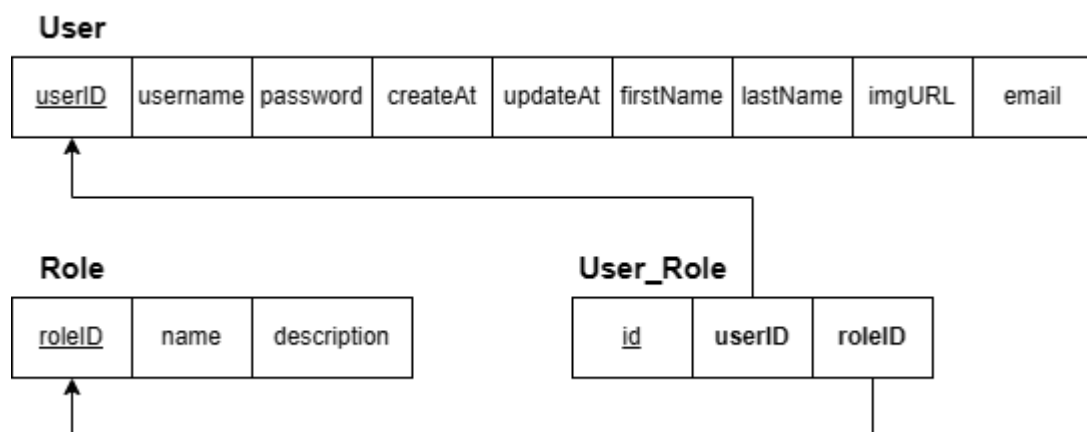 User
userID username password createAt updateAt firstName lastName imgURL email
Role
roleID name description
User_Role
id userID roleID